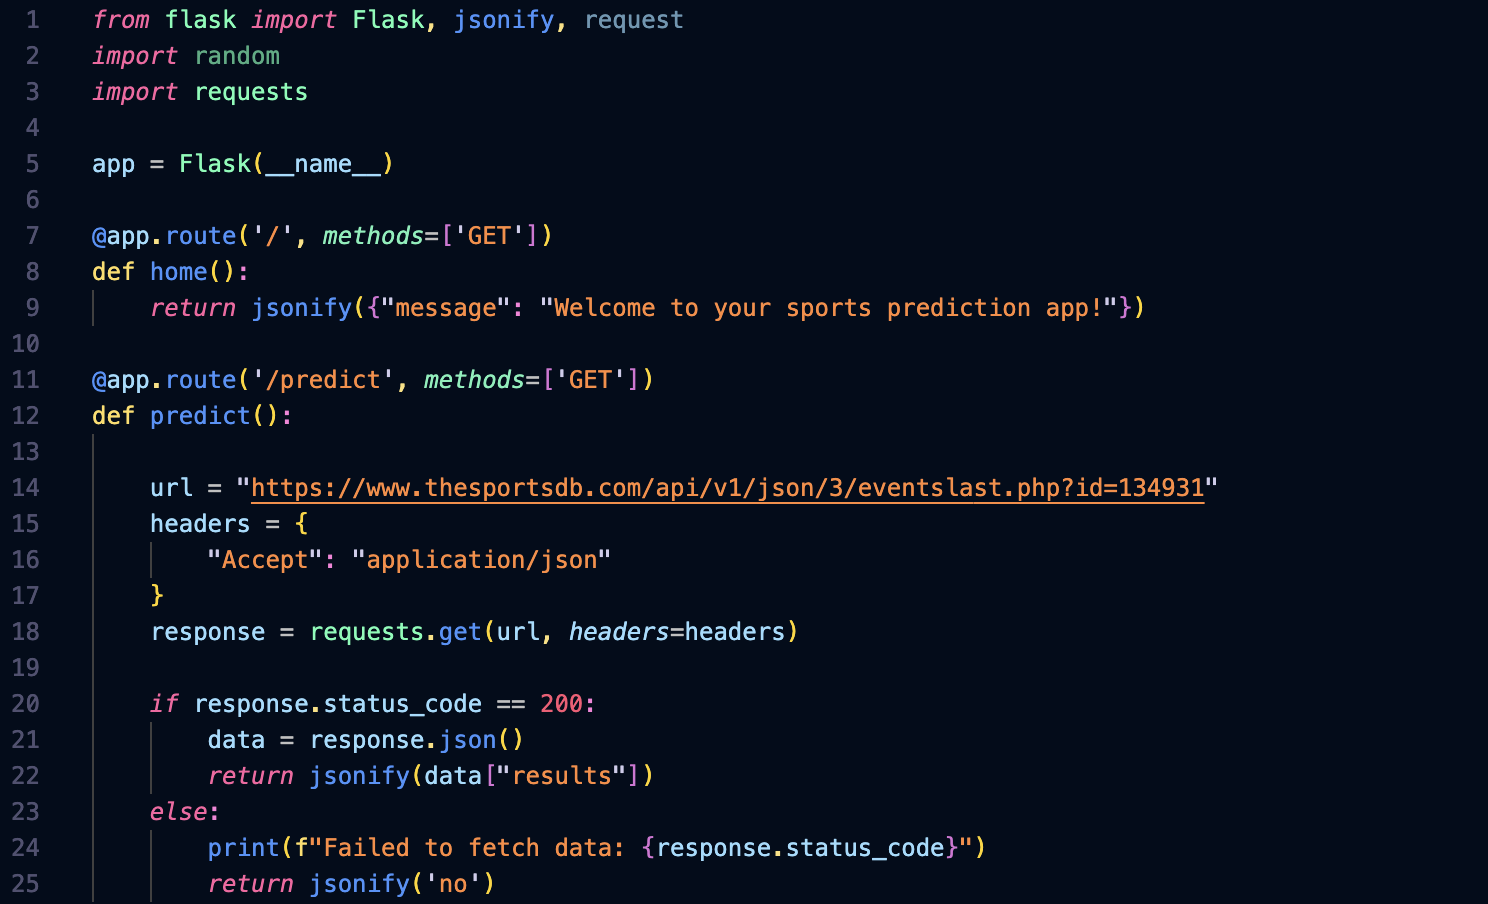 1 from flask import Flask, jsonify, request
2 import random
3 import requests
4
5 app = Flask(__name__)
6
7 @app.route('/', methods=['GET'])
8 def home():
9     return jsonify({"message": "Welcome to your sports prediction app!"})
10
11 @app.route('/predict', methods=['GET'])
12 def predict():
13
14     url = "https://www.thesportsdb.com/api/v1/json/3/eventslast.php?id=134931"
15     headers = {
16         "Accept": "application/json"
17     }
18     response = requests.get(url, headers=headers)
19
20     if response.status_code == 200:
21         data = response.json()
22         return jsonify(data["results"])
23     else:
24         print(f"Failed to fetch data: {response.status_code}")
25         return jsonify('no')